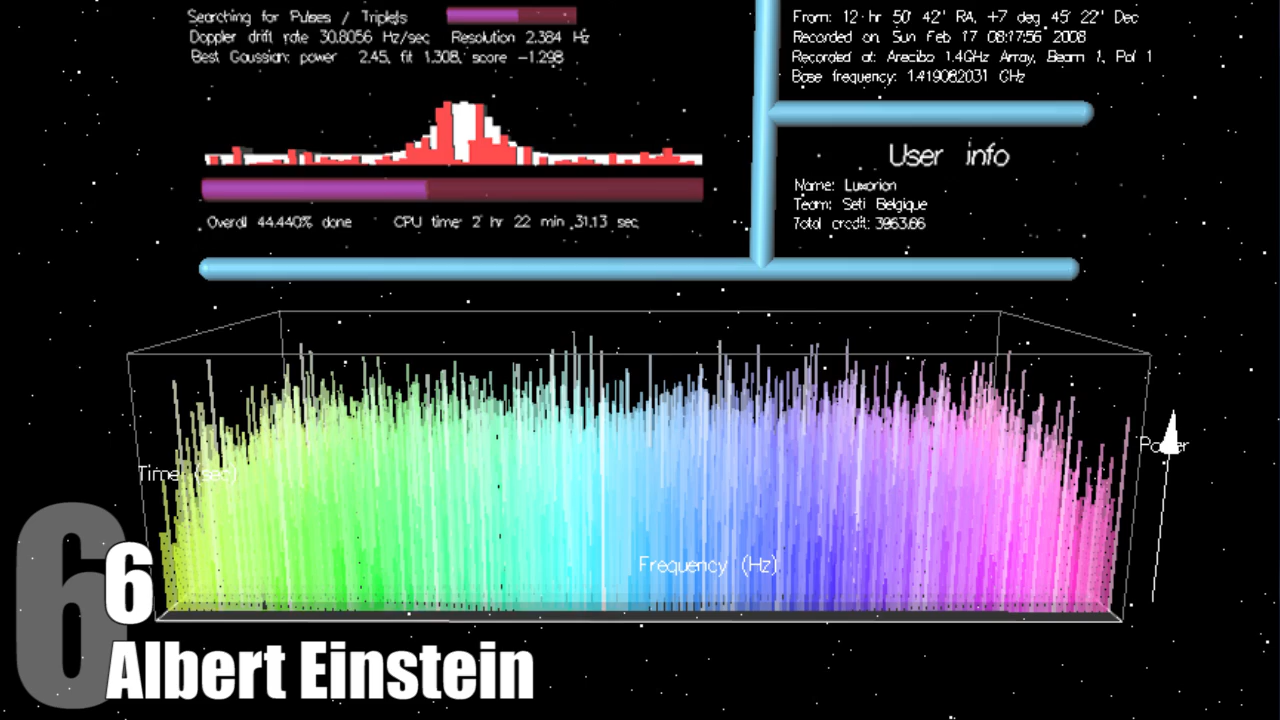 Searching for Pulses / Triplets
Doppler drift rate 30.8056 Hz/sec Resolution 2.384 Hz
Best Gaussian: power 2.45, fit 1.308, score -1.298
Overall 44.440% done CPU time: 2 hr 22 min 31.13 sec
From: 12 hr 50' 42'' RA, +7 deg 45' 22'' Dec
Recorded on: Sun Feb 17 08:17:56 2008
Recorded at: Arecibo 1.4GHz Array, Beam 1, Pol 1
Base frequency: 1.419082031 GHz
User info
Name: Luxorion
Team: Seti Belgique
Total credit: 3963.66
Time (sec)
Power
Frequency (Hz)
6
6
Albert Einstein